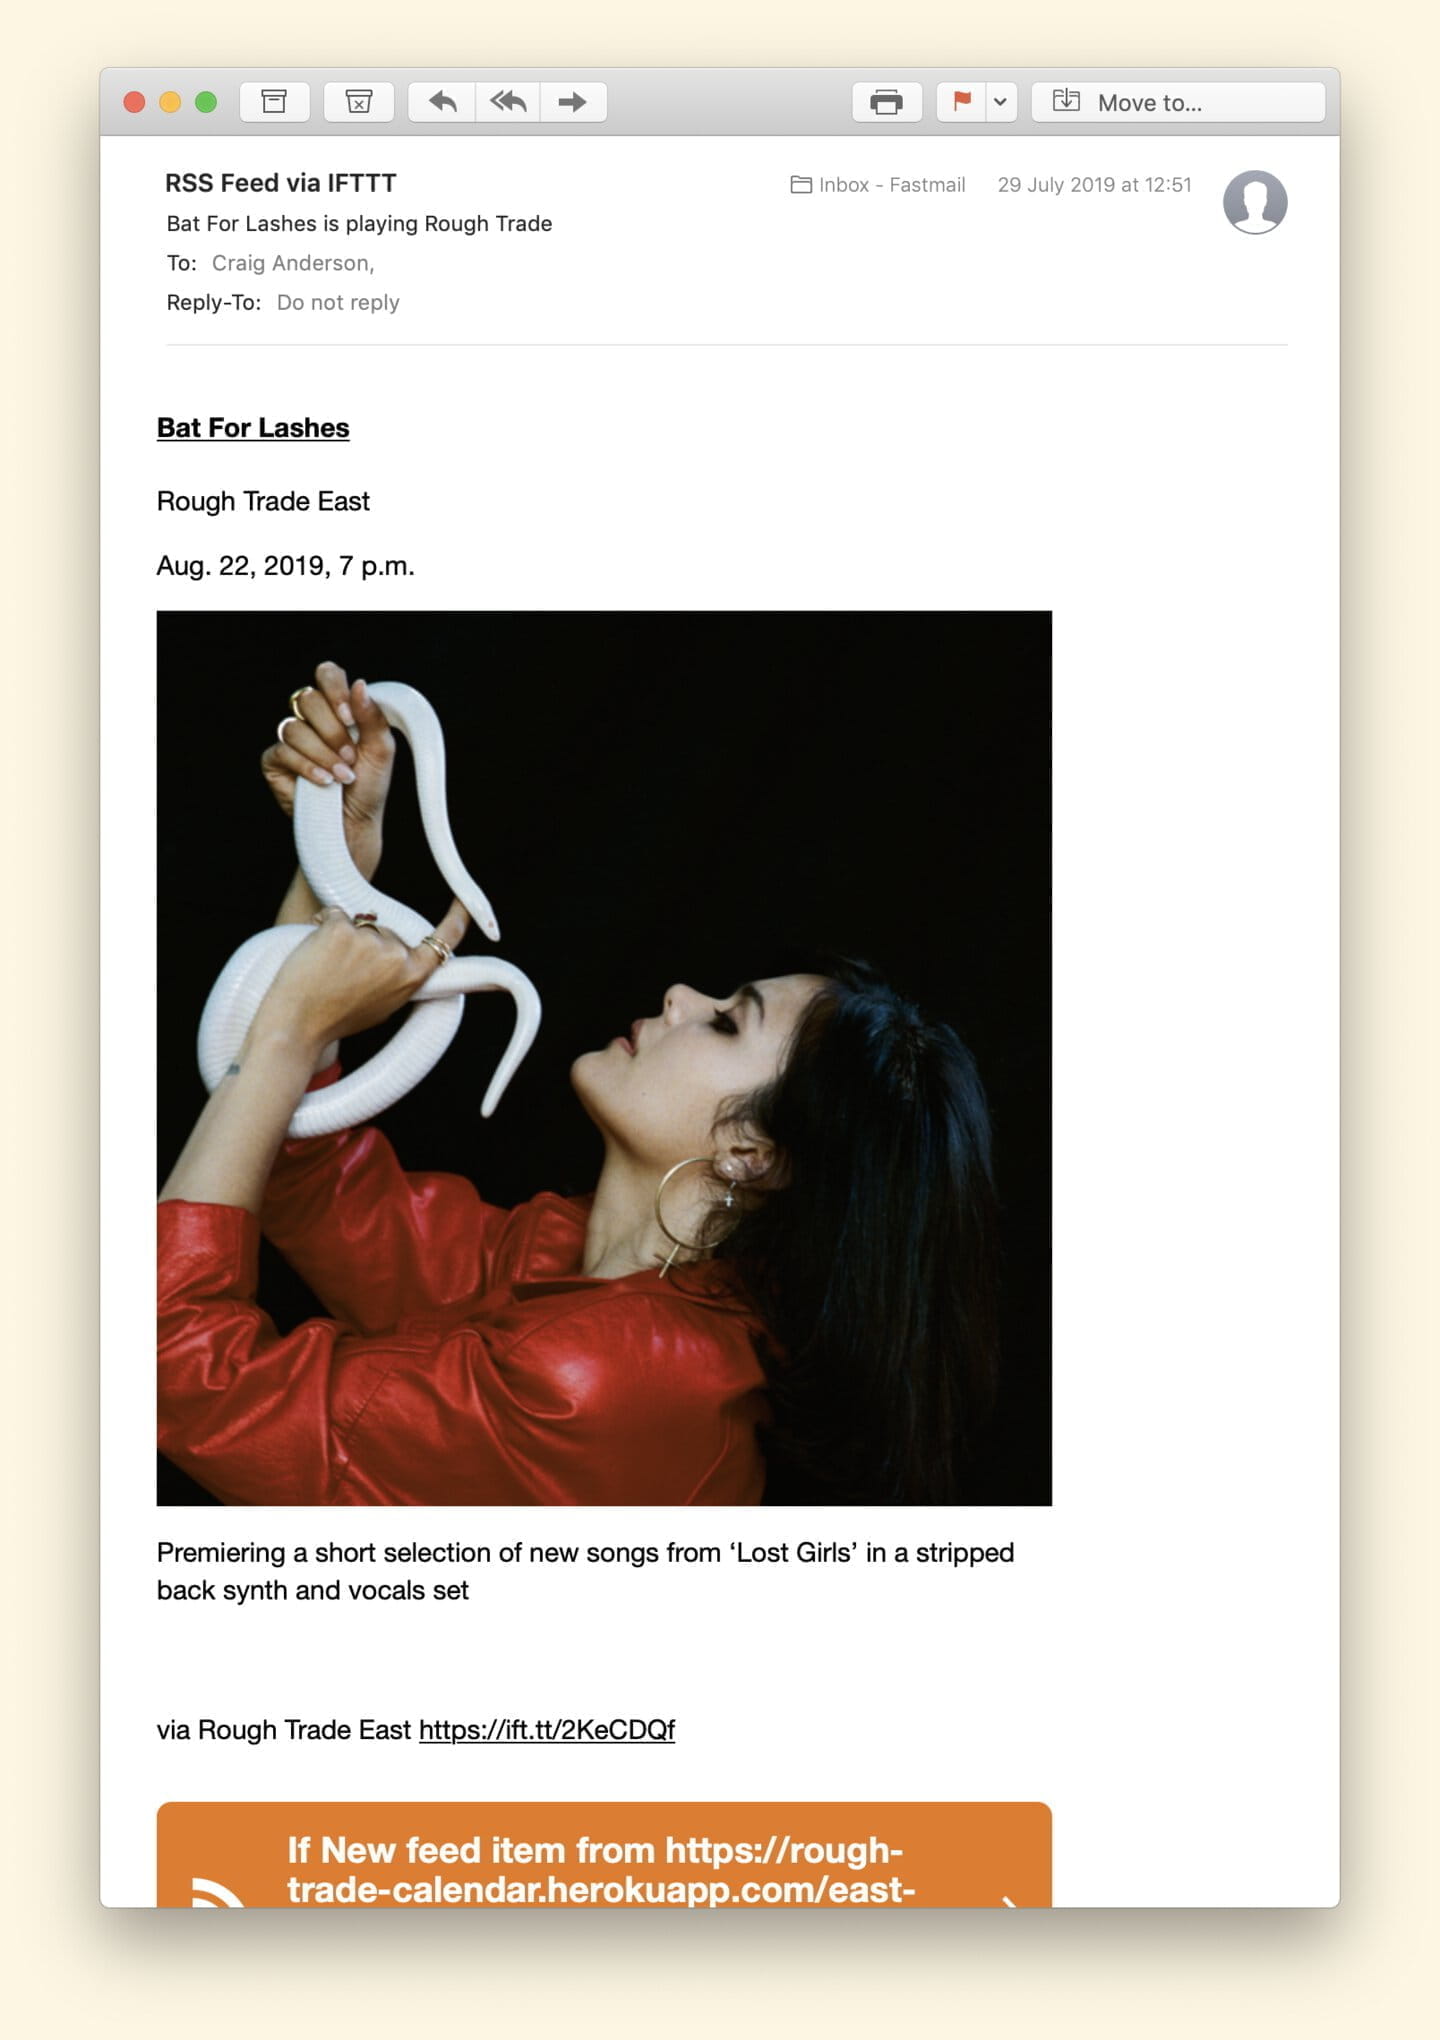 Move to...
RSS Feed via IFTTT
Inbox - Fastmail
29 July 2019 at 12:51
Bat For Lashes is playing Rough Trade
To: Craig Anderson,
Reply-To: Do not reply
Bat For Lashes
Rough Trade East
Aug. 22, 2019, 7 p.m.
Premiering a short selection of new songs from ‘Lost Girls’ in a stripped
back synth and vocals set
via Rough Trade East https://ift.tt/2KeCDQf
If New feed item from https://rough-
trade-calendar.herokuapp.com/east-